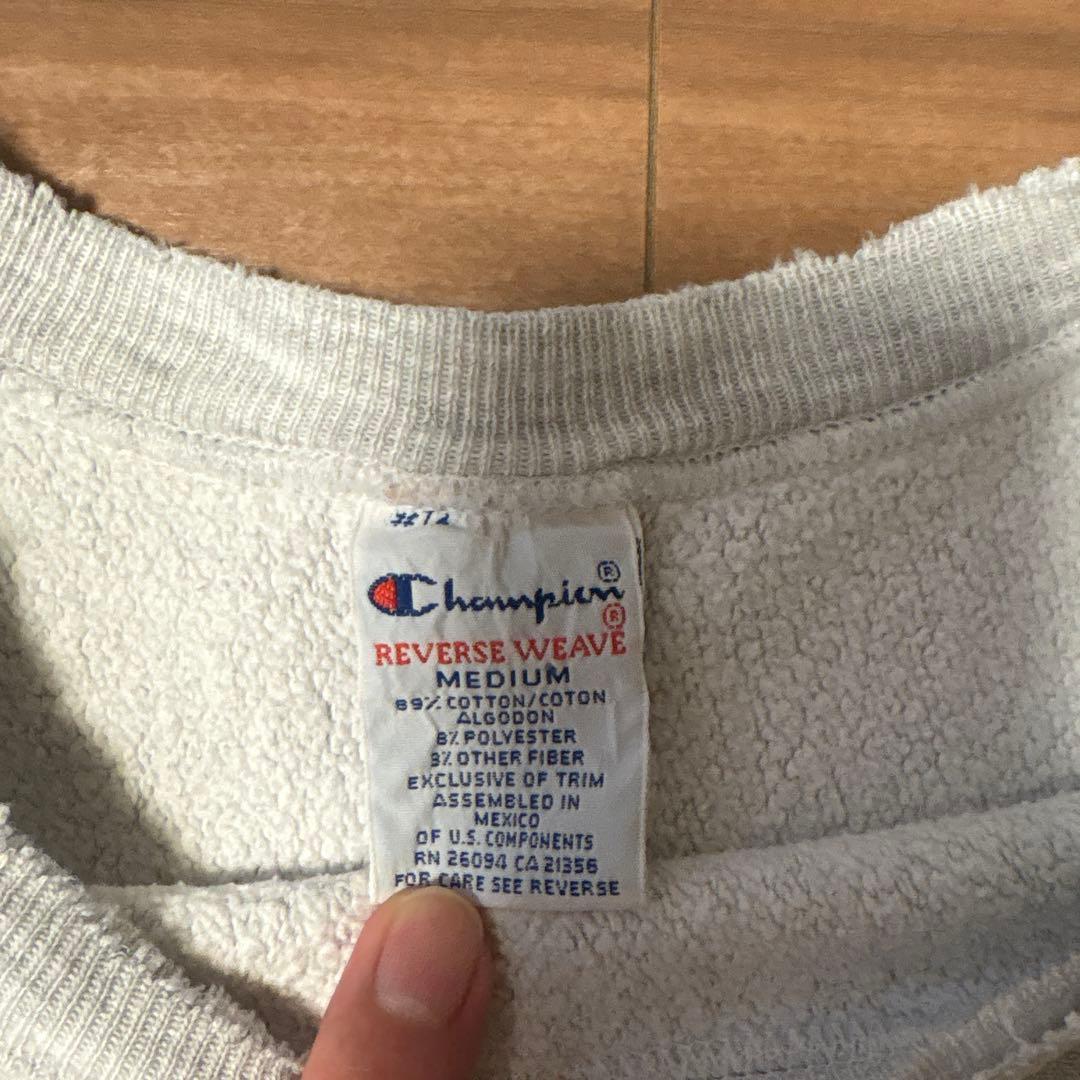 #T2
Champion®
REVERSE WEAVE®
MEDIUM
89% COTTON/COTON
ALGODON
8% POLYESTER
3% OTHER FIBER
EXCLUSIVE OF TRIM
ASSEMBLED IN
MEXICO
OF U.S. COMPONENTS
RN 26094 CA 21356
FOR CARE SEE REVERSE